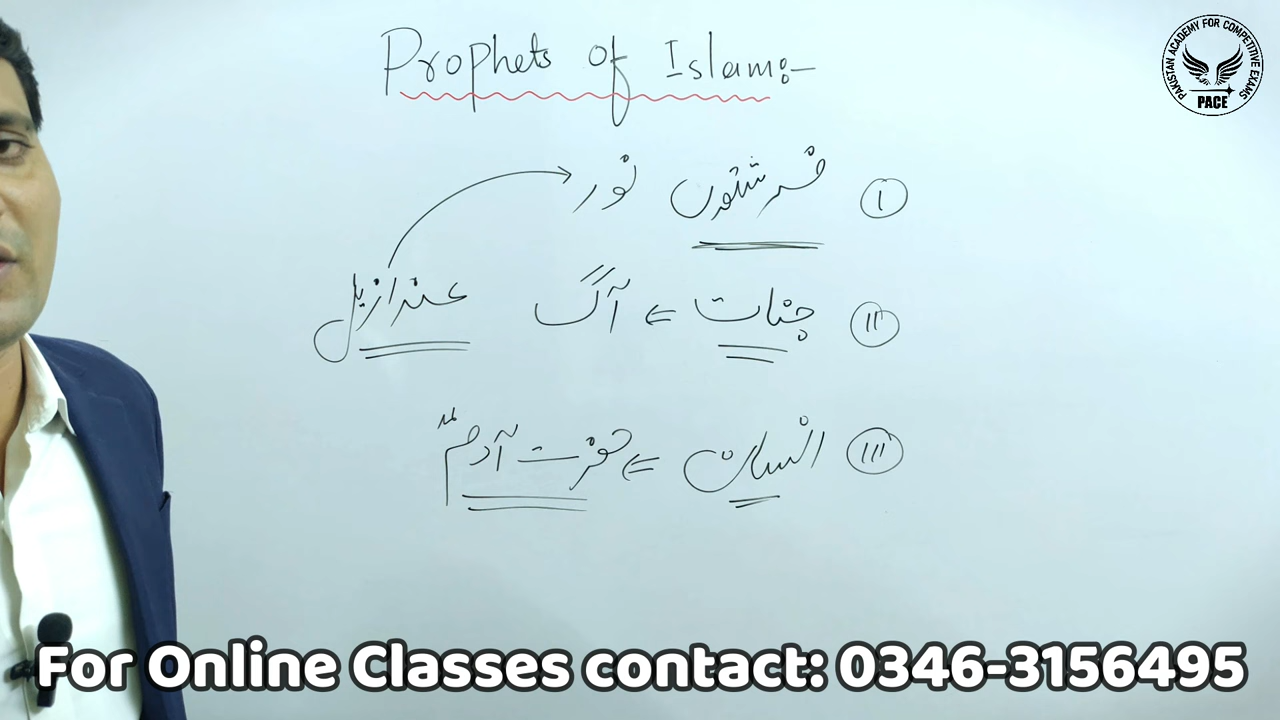 Prophets of Islam:-
PAKISTAN ACADEMY FOR COMPETITIVE EXAMS
PACE
(I) فرشتوں نور
(II) جنات ⇐ آگ عزازیل
(III) انسان ⇐ حضرت آدمؑ
For Online Classes contact: 0346-3156495